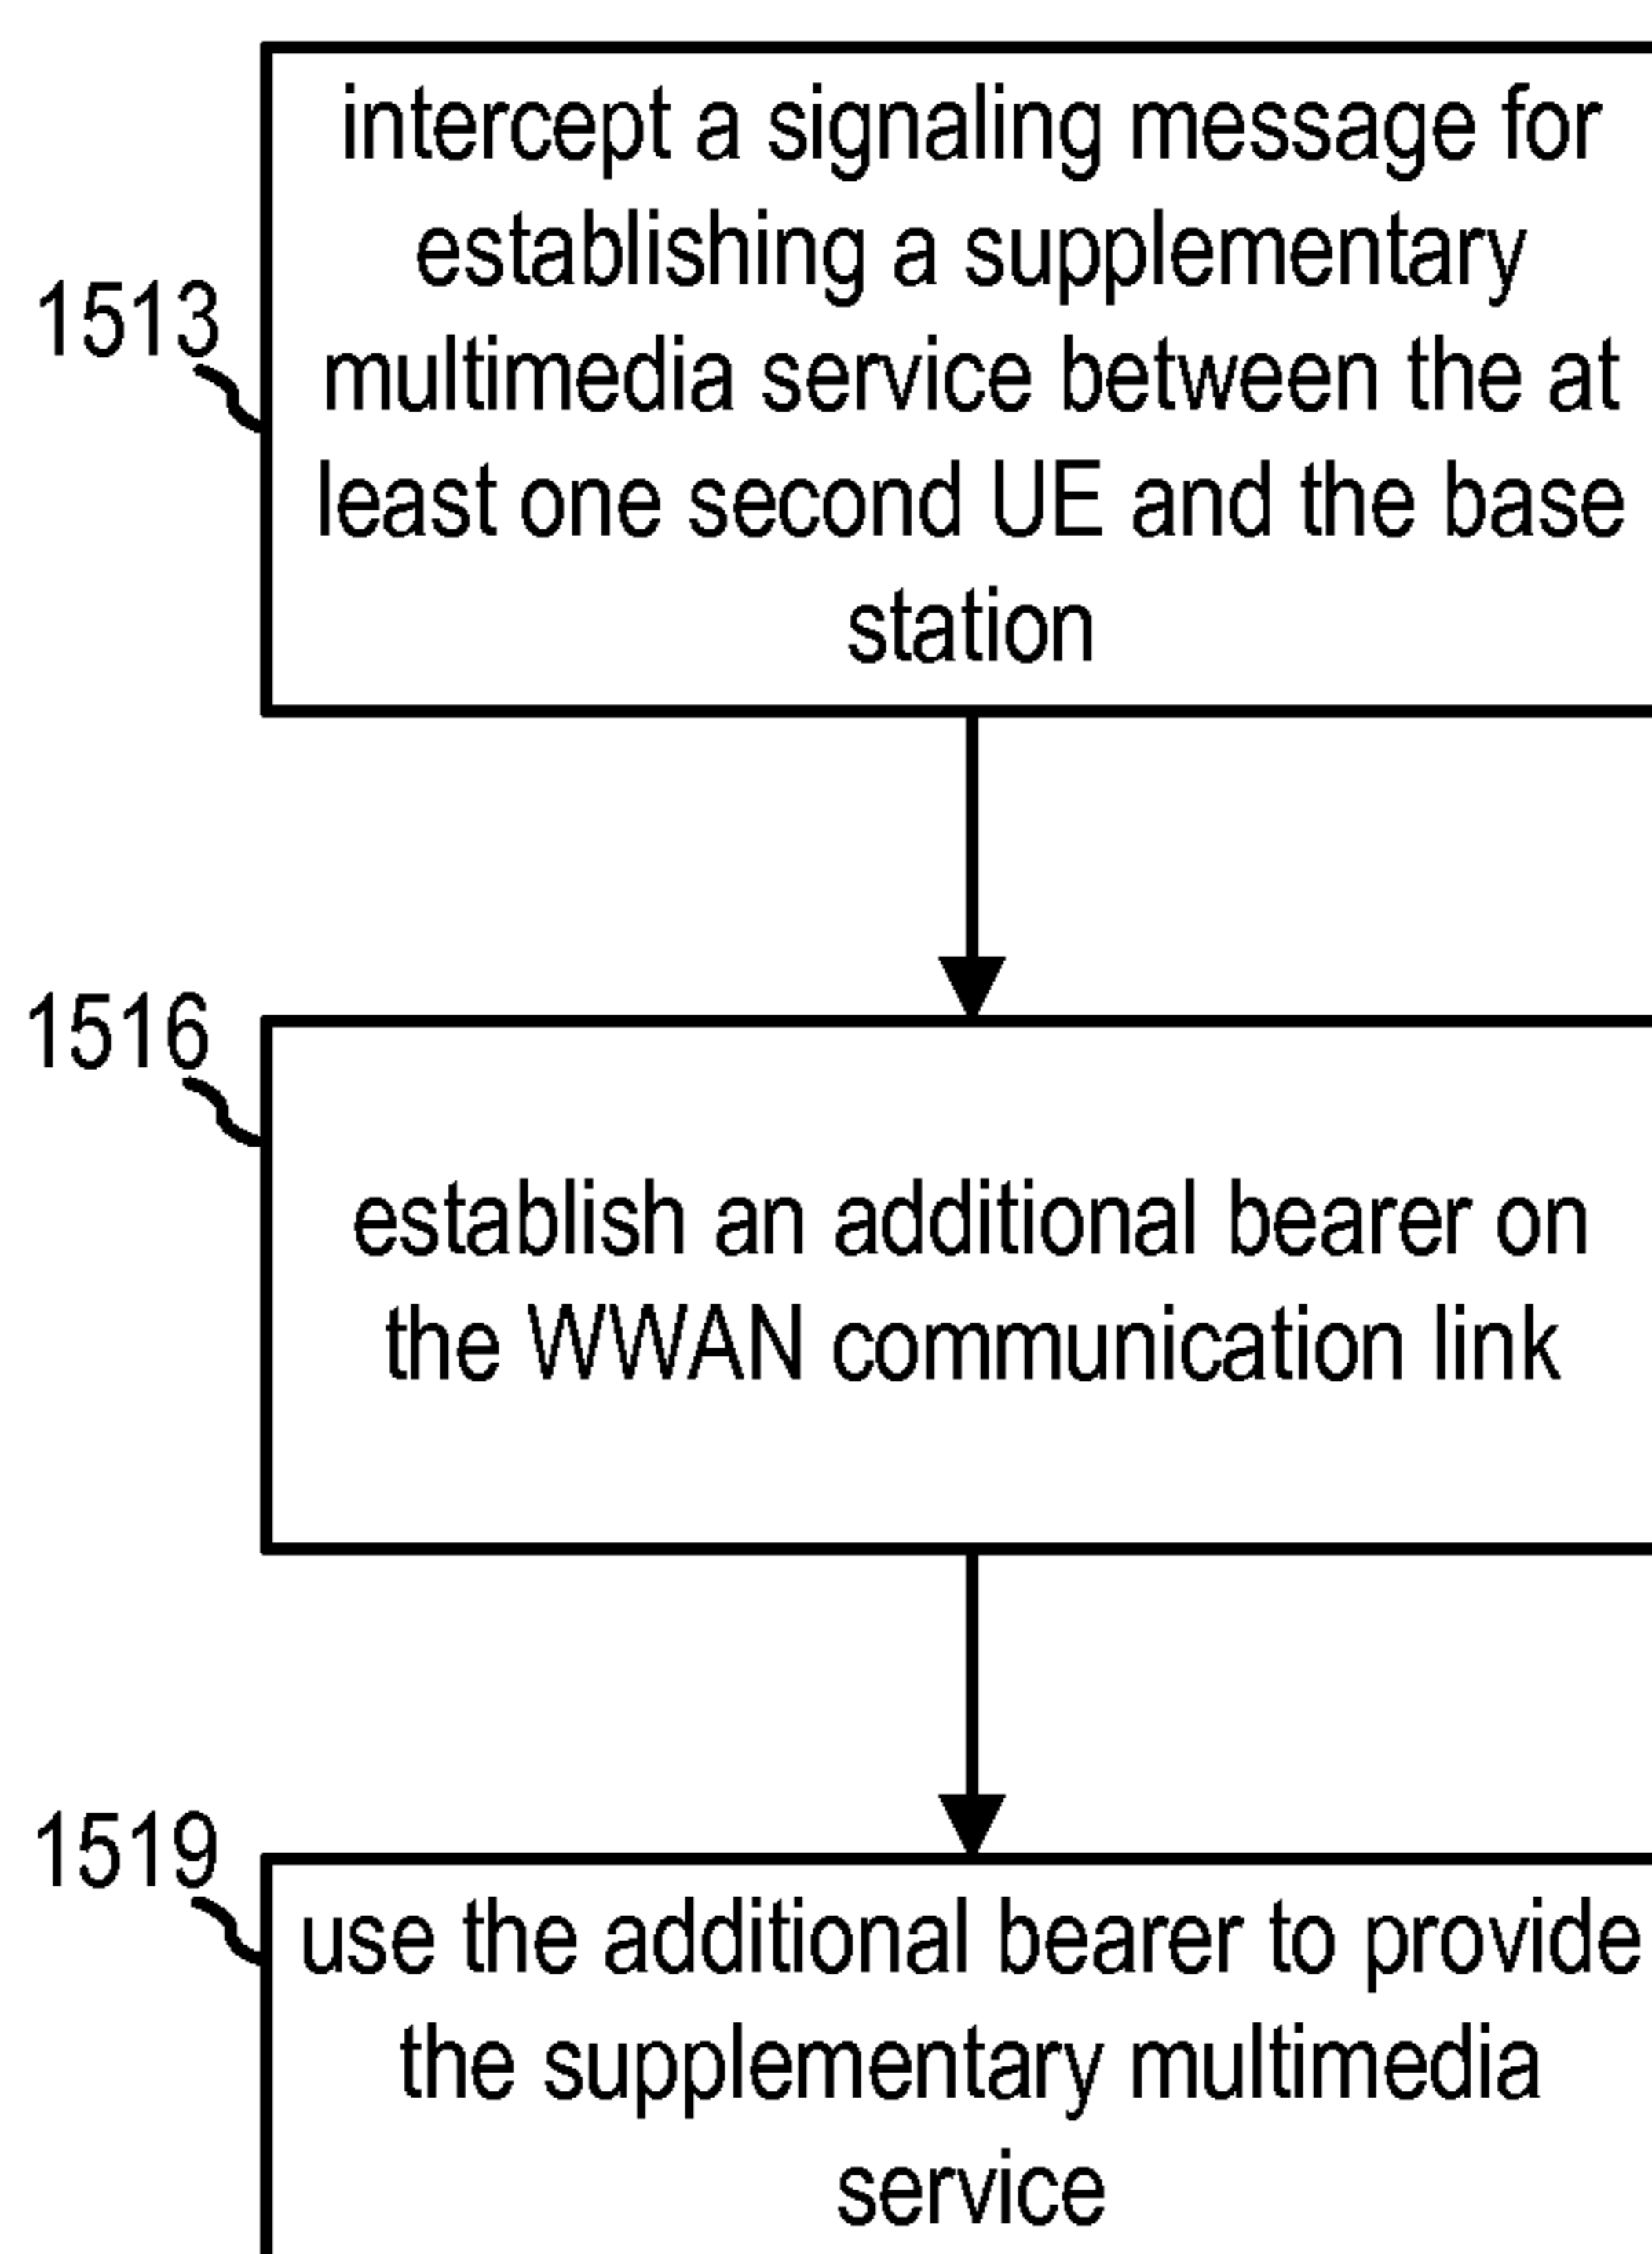 intercept a signaling message for
establishing a supplementary
1513
multimedia service between the at
least one second UE and the base
station
1516
establish an additional bearer on
the WWAN communication link
1519
use the additional bearer to provide
the supplementary multimedia
service